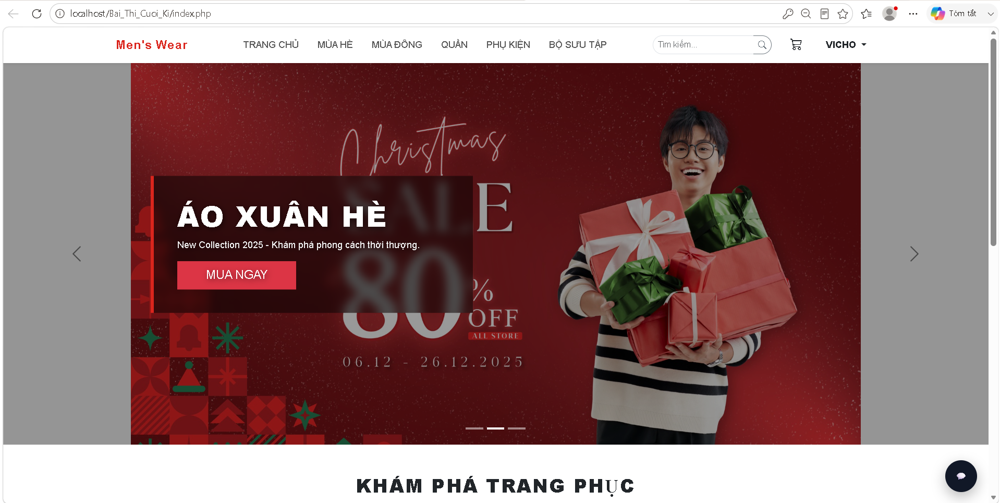 localhost/Bai_Thi_Cuoi_Ki/index.php
Tóm tắt
Men's Wear
TRANG CHỦ
MÙA HÈ
MÙA ĐÔNG
QUẦN
PHỤ KIỆN
BỘ SƯU TẬP
Tìm kiếm...
VICHO
Christmas
SALE
ÁO XUÂN HÈ
New Collection 2025 - Khám phá phong cách thời thượng.
MUA NGAY
80%
OFF
ALL STORE
06.12 - 26.12.2025
KHÁM PHÁ TRANG PHỤC